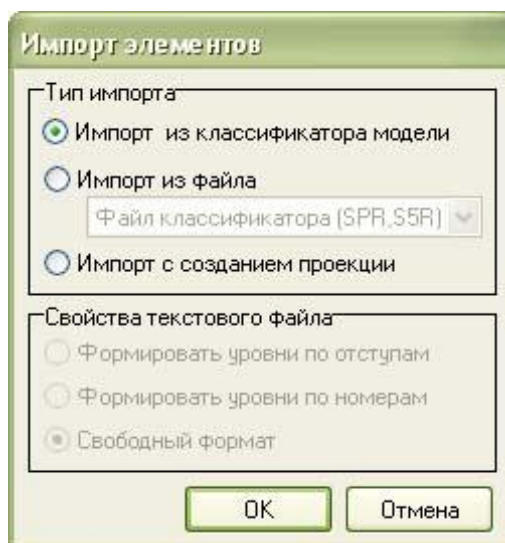 Импорт элементов
Тип импорта
Импорт из классификатора модели
Импорт из файла
Файл классификатора (SPR,S5R)
Импорт с созданием проекции
Свойства текстового файла
Формировать уровни по отступам
Формировать уровни по номерам
Свободный формат
OK
Отмена